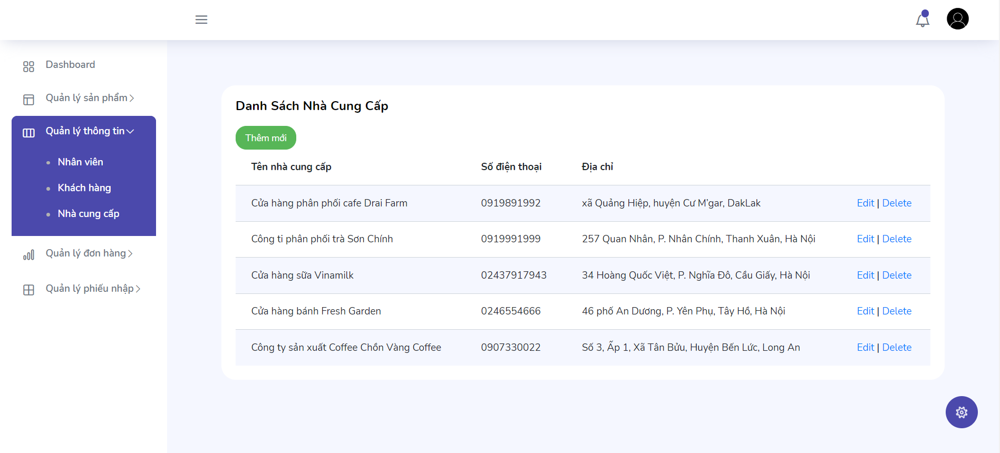 Dashboard
Quản lý sản phẩm
Quản lý thông tin
Nhân viên
Khách hàng
Nhà cung cấp
Quản lý đơn hàng
Quản lý phiếu nhập
Danh Sách Nhà Cung Cấp
Thêm mới
Tên nhà cung cấp Số điện thoại Địa chỉ
Cửa hàng phân phối cafe Drai Farm 0919891992 xã Quảng Hiệp, huyện Cư M’gar, DakLak Edit | Delete
Công ti phân phối trà Sơn Chính 0919991999 257 Quan Nhân, P. Nhân Chính, Thanh Xuân, Hà Nội Edit | Delete
Cửa hàng sữa Vinamilk 02437917943 34 Hoàng Quốc Việt, P. Nghĩa Đô, Cầu Giấy, Hà Nội Edit | Delete
Cửa hàng bánh Fresh Garden 0246554666 46 phố An Dương, P. Yên Phụ, Tây Hồ, Hà Nội Edit | Delete
Công ty sản xuất Coffee Chồn Vàng Coffee 0907330022 Số 3, Ấp 1, Xã Tân Bửu, Huyện Bến Lức, Long An Edit | Delete